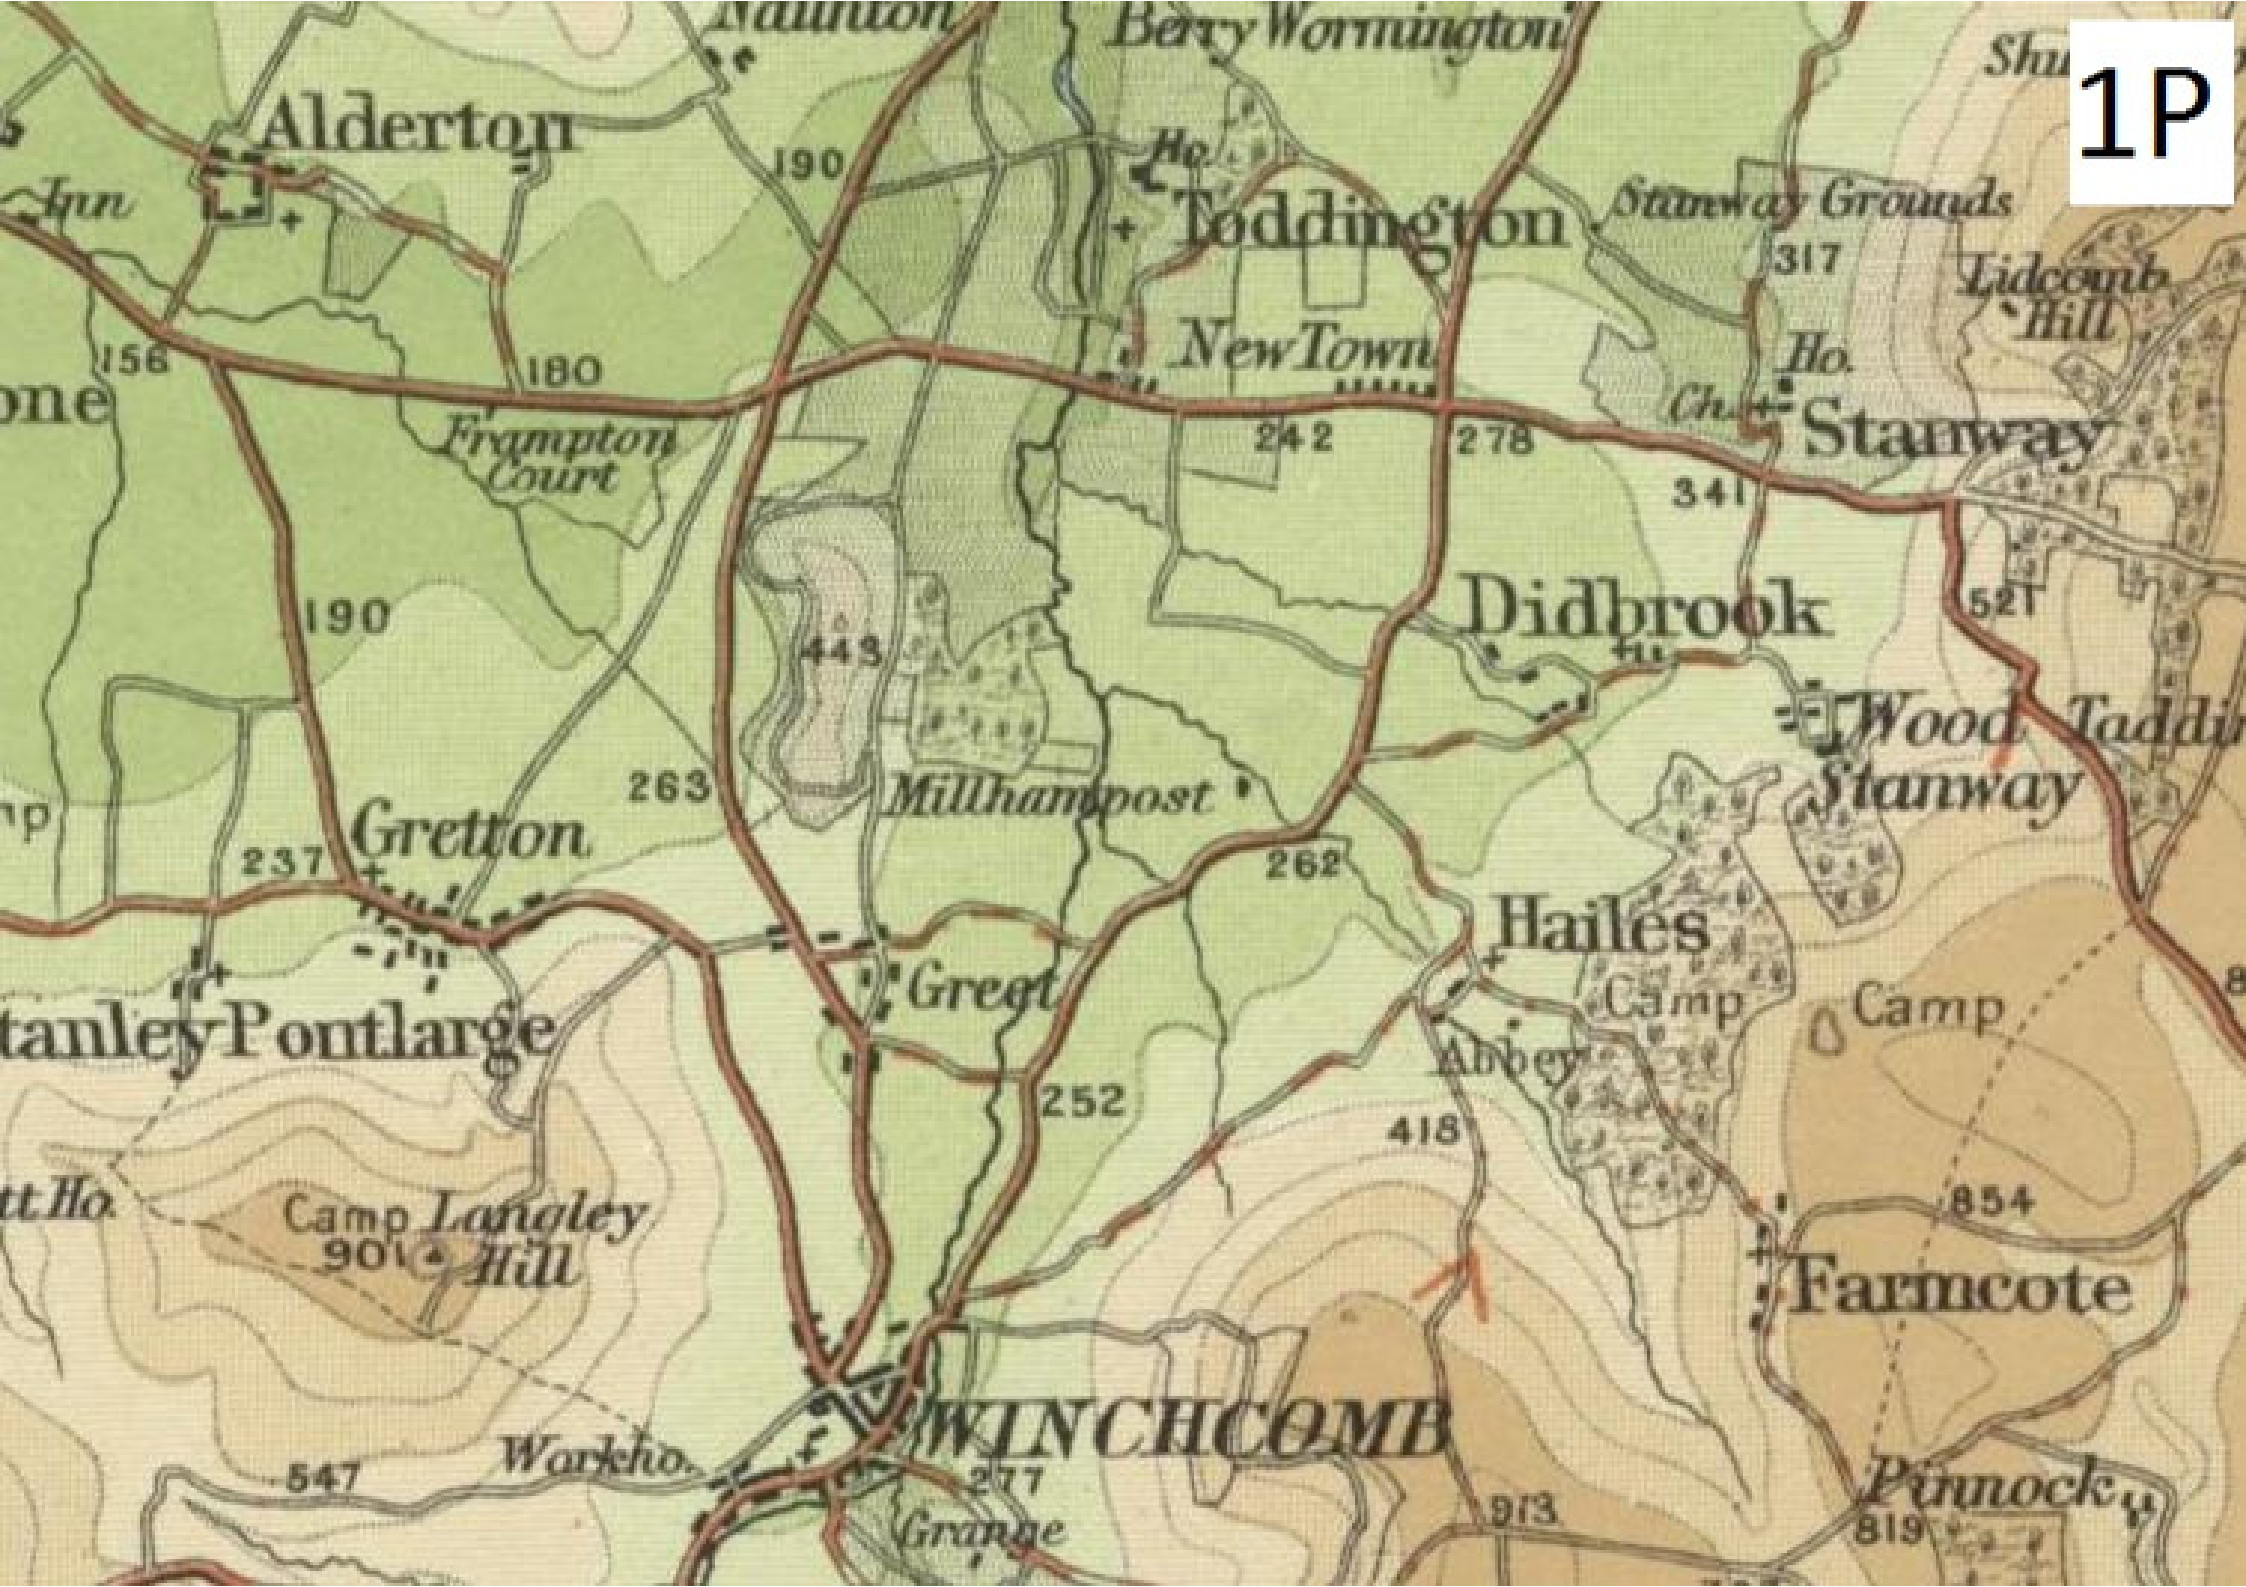 Naunton
Berry Wormington
1P
Alderton
190
Ho.
Inn
Toddington
Stanway Grounds
317
Lidcomb
Hill
156
180
New Town
Ho.
Ch.
Stanway
Frampton
Court
242
278
341
190
443
Didbrook
521
Wood
Stanway
263
Millhampost
Gretton
237
262
Hailes
Great
Camp
Camp
Pontlarge
Abbey
252
418
854
Camp
901
Langley
Hill
Farmcote
WINCHCOMB
Workho.
547
277
Grange
913
Pinnock
819